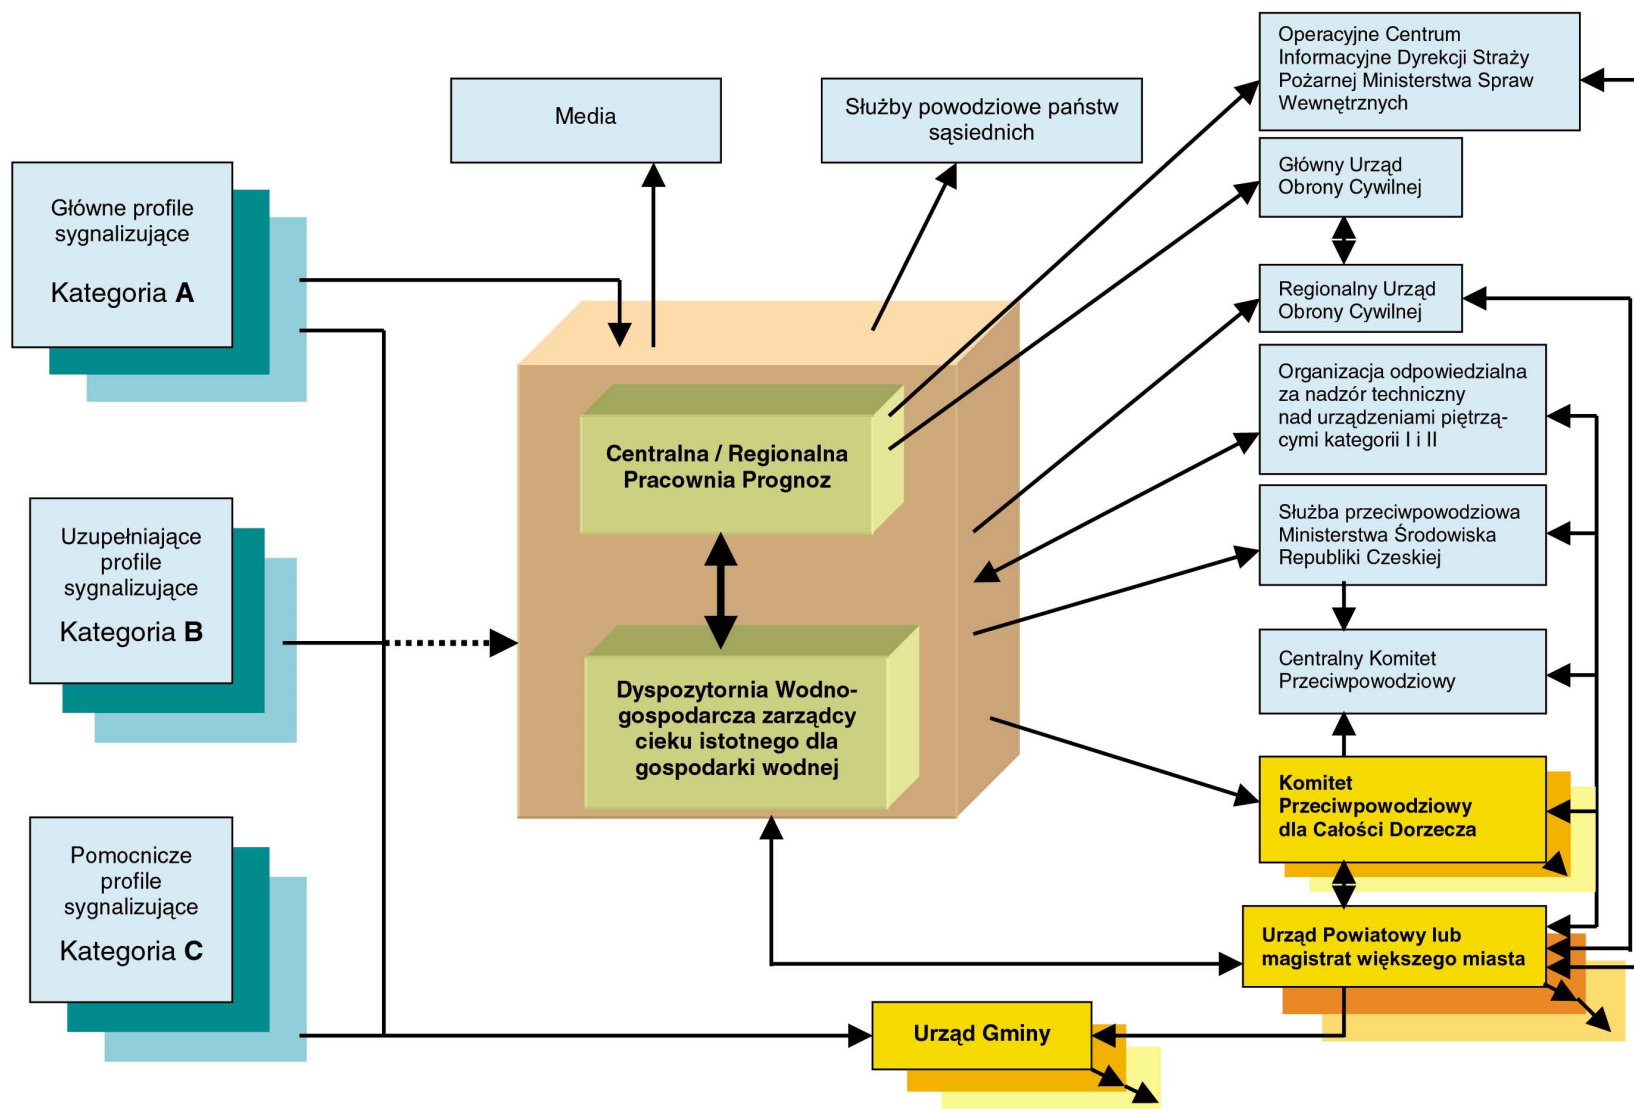 Operacyjne Centrum
Informacyjne Dyrekcji Straży
Pożarnej Ministerstwa Spraw
Wewnętrznych
Media
Służby powodziowe państw
sąsiednich
Główny Urząd
Obrony Cywilnej
Główne profile
sygnalizujące
Kategoria A
Regionalny Urząd
Obrony Cywilnej
Organizacja odpowiedzialna
za nadzór techniczny
nad urządzeniami piętrzą-
cymi kategorii I i II
Centralna / Regionalna
Pracownia Prognoz
Służba przeciwpowodziowa
Ministerstwa Środowiska
Republiki Czeskiej
Uzupełniające
profile
sygnalizujące
Kategoria B
Centralny Komitet
Przeciwpowodziowy
Dyspozytornia Wodno-
gospodarcza zarządcy
cieku istotnego dla
gospodarki wodnej
Komitet
Przeciwpowodziowy
dla Całości Dorzecza
Pomocnicze
profile
sygnalizujące
Kategoria C
Urząd Powiatowy lub
magistrat większego miasta
Urząd Gminy